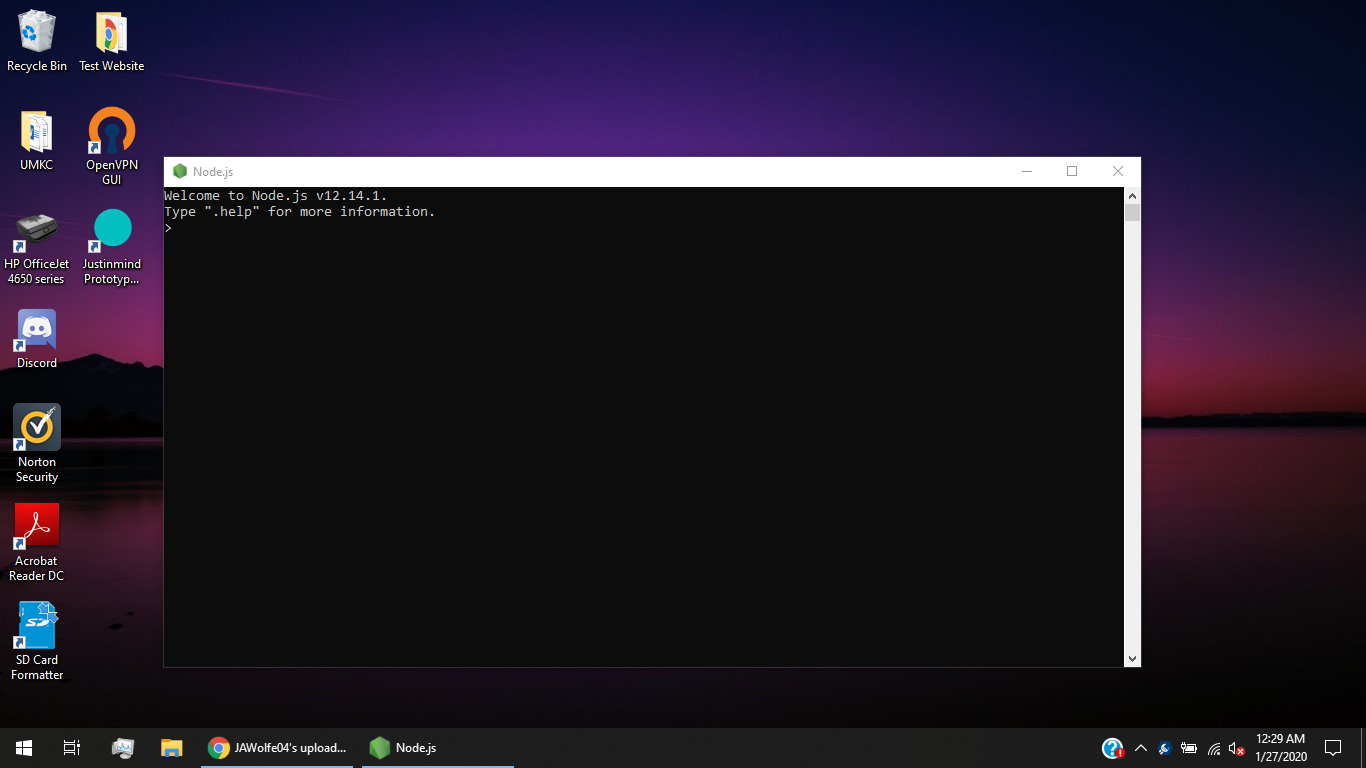 Recycle Bin
Test Website
UMKC
OpenVPN
GUI
HP OfficeJet
4650 series
Justinmind
Prototyp...
Discord
Norton
Security
Acrobat
Reader DC
SD
SD Card
Formatter
Node.js
Welcome to Node.js v12.14.1.
Type ".help" for more information.
>
JAWolfe04's upload...
Node.js
12:29 AM
1/27/2020